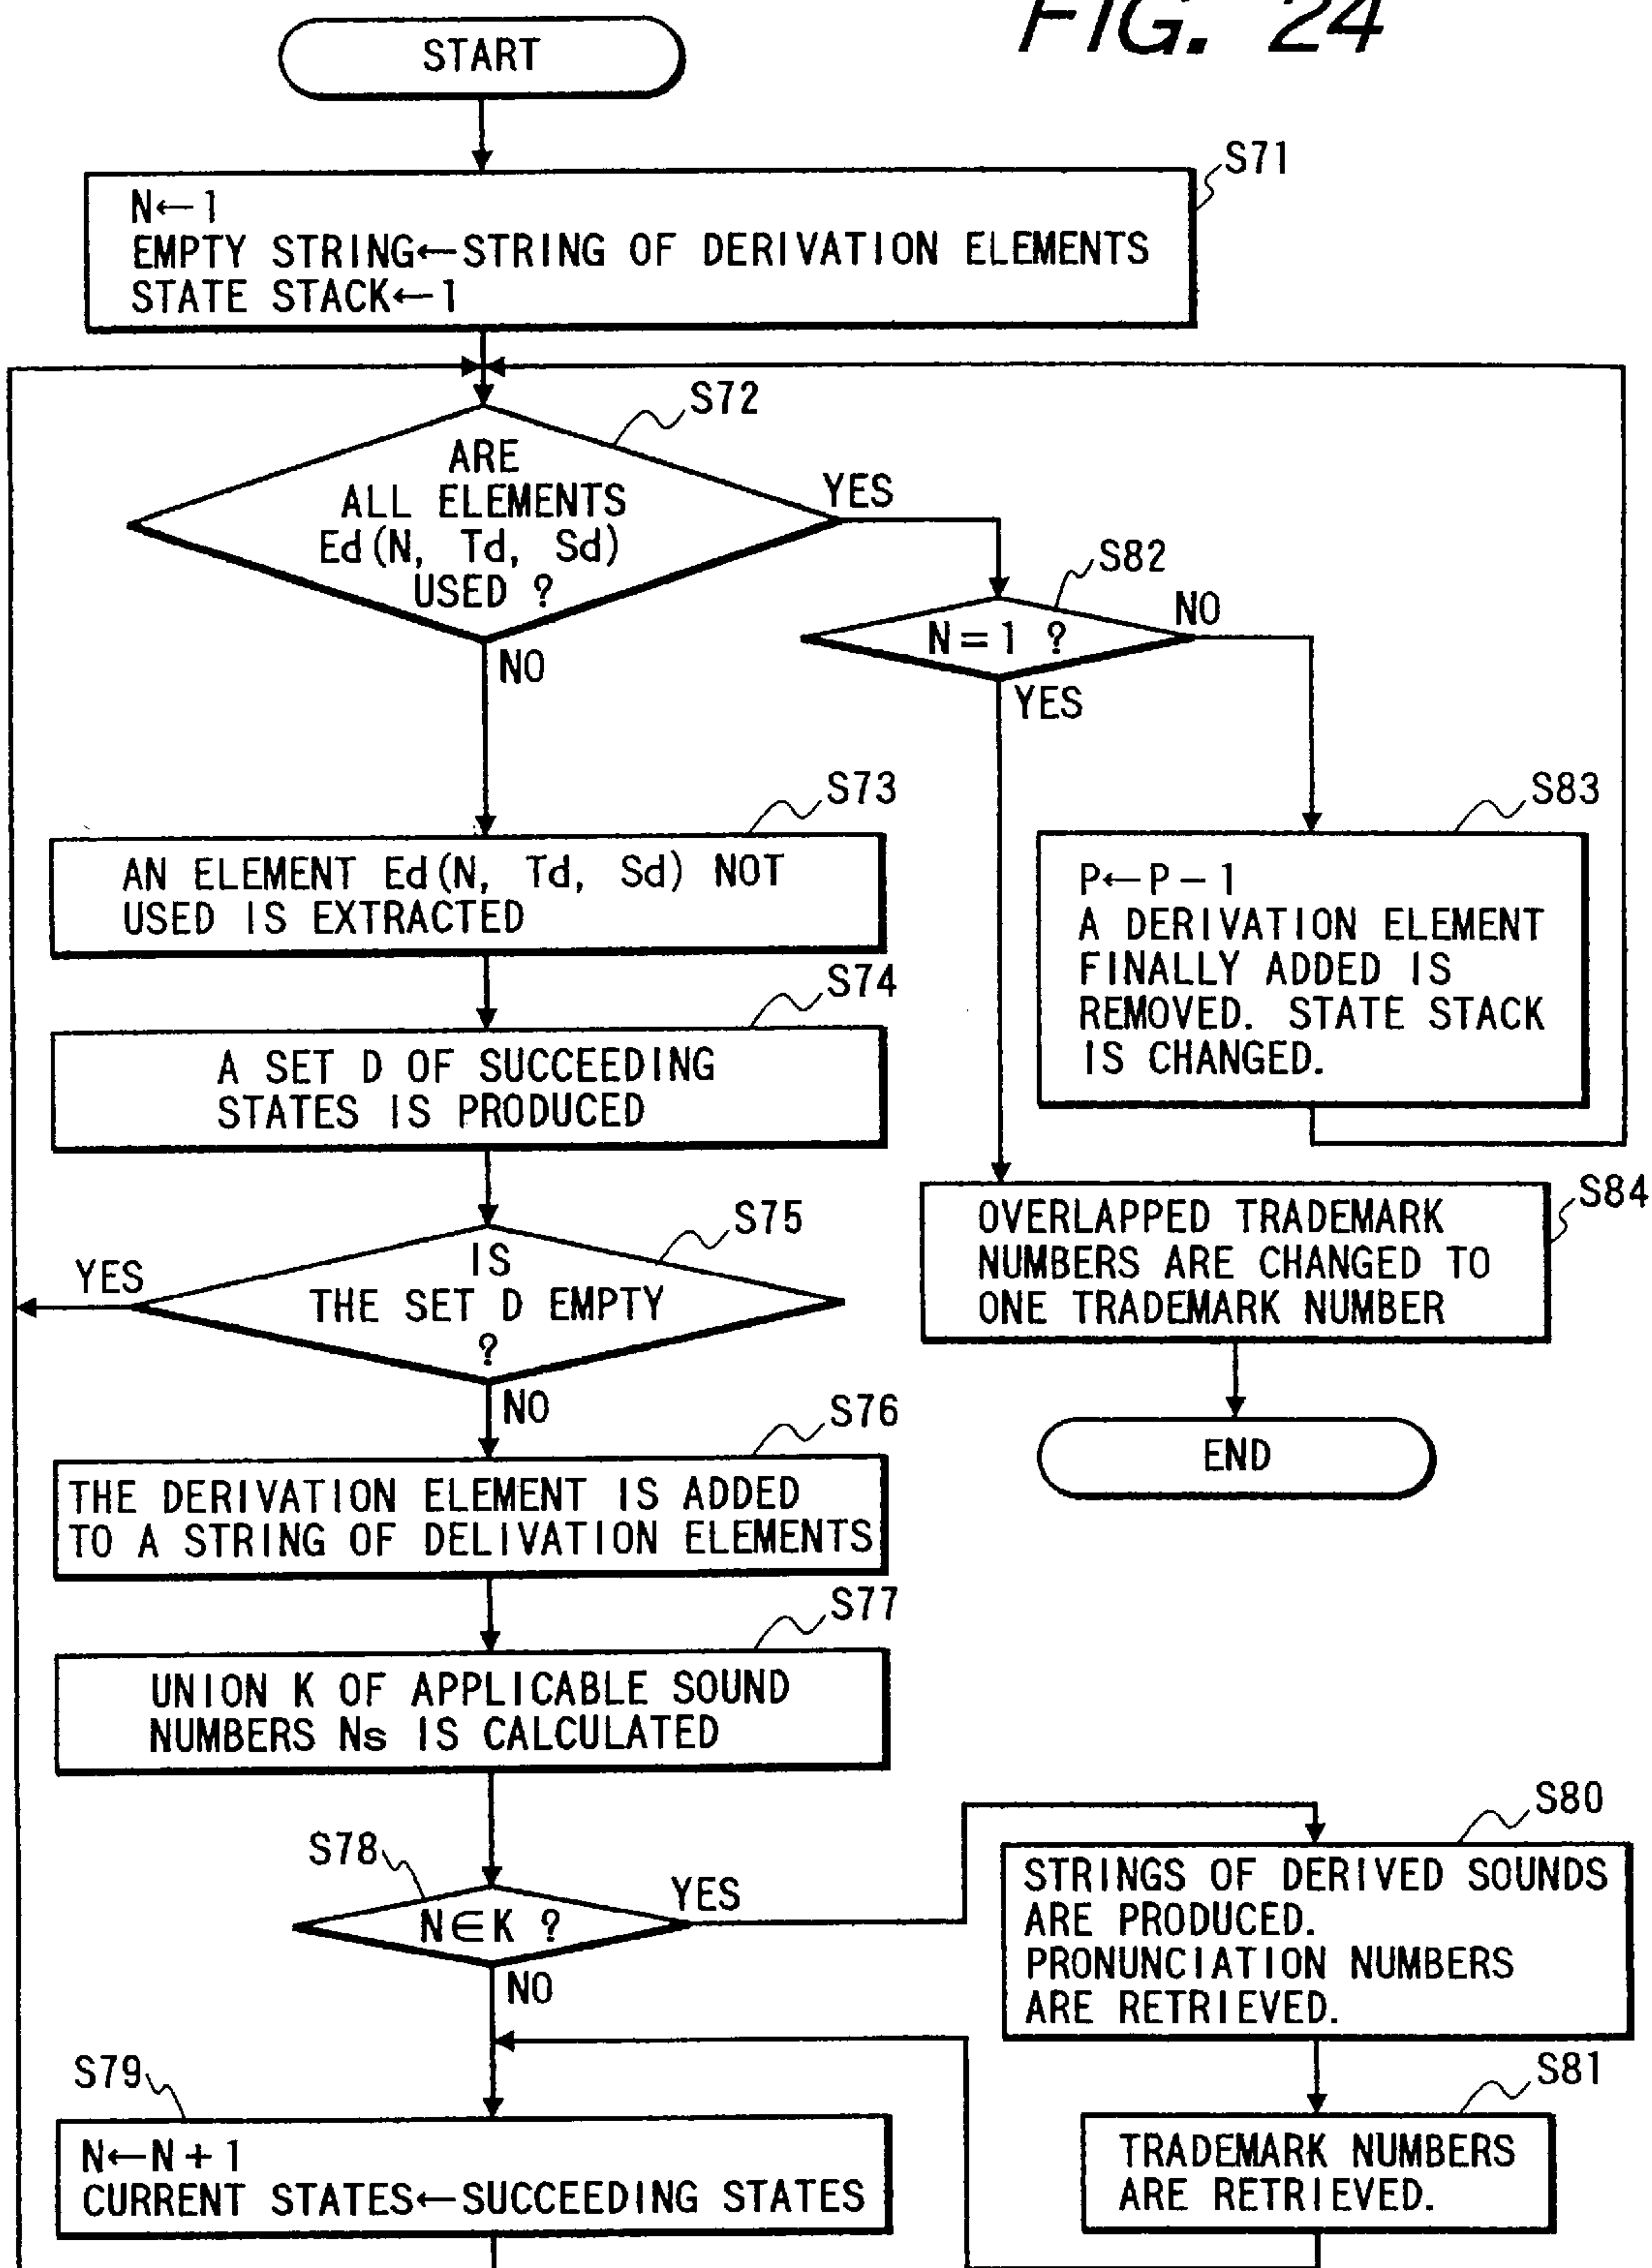 FIG. 24
START
S71
N←1
EMPTY STRING←STRING OF DERIVATION ELEMENTS
STATE STACK←1
S72
ARE
ALL ELEMENTS
Ed(N, Td, Sd)
USED ?
YES
NO
S82
N=1 ?
NO
YES
S73
AN ELEMENT Ed(N, Td, Sd) NOT
USED IS EXTRACTED
S83
P←P-1
A DERIVATION ELEMENT
FINALLY ADDED IS
REMOVED. STATE STACK
IS CHANGED.
S74
A SET D OF SUCCEEDING
STATES IS PRODUCED
S75
IS
THE SET D EMPTY
?
YES
NO
S84
OVERLAPPED TRADEMARK
NUMBERS ARE CHANGED TO
ONE TRADEMARK NUMBER
END
S76
THE DERIVATION ELEMENT IS ADDED
TO A STRING OF DELIVATION ELEMENTS
S77
UNION K OF APPLICABLE SOUND
NUMBERS Ns IS CALCULATED
S78
N∈K ?
YES
NO
S80
STRINGS OF DERIVED SOUNDS
ARE PRODUCED.
PRONUNCIATION NUMBERS
ARE RETRIEVED.
S79
N←N+1
CURRENT STATES←SUCCEEDING STATES
S81
TRADEMARK NUMBERS
ARE RETRIEVED.